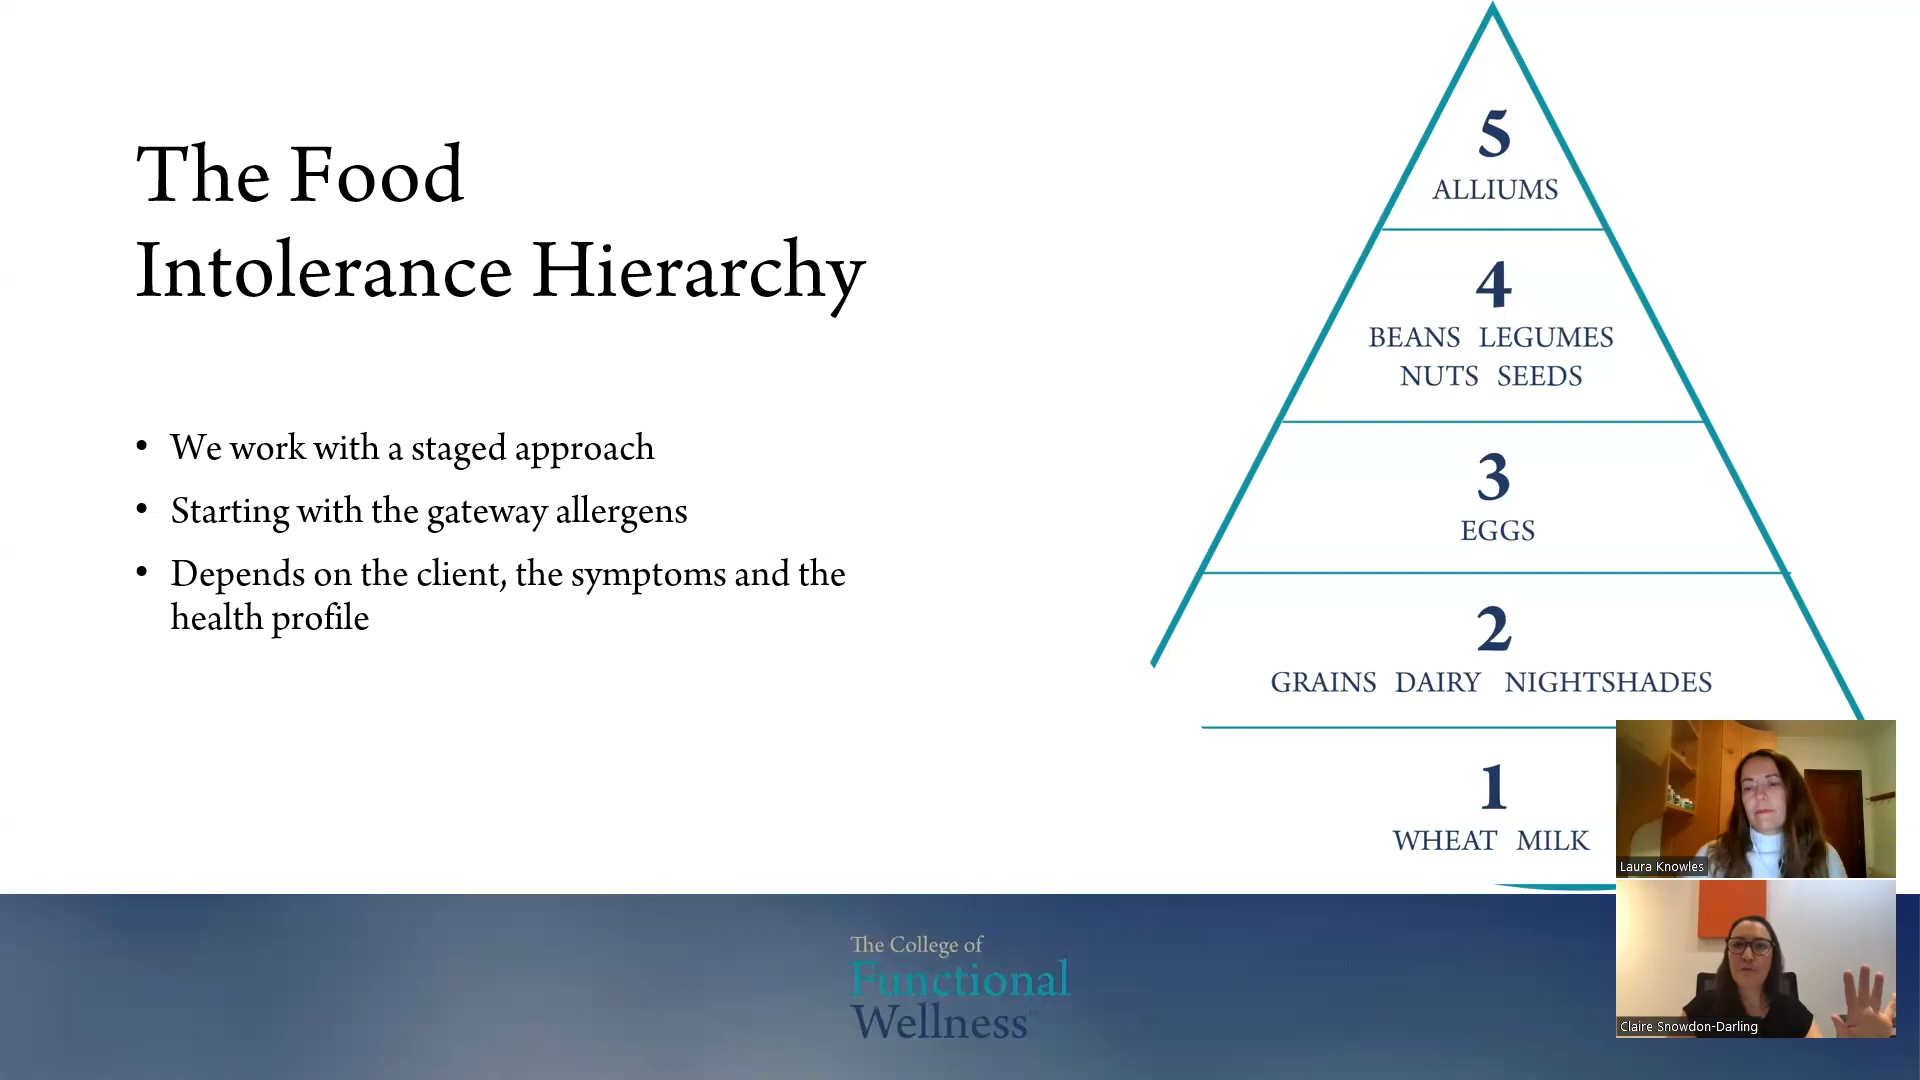 The Food
Intolerance Hierarchy
• We work with a staged approach
• Starting with the gateway allergens
• Depends on the client, the symptoms and the
health profile
5
ALLIUMS
4
BEANS LEGUMES
NUTS SEEDS
3
EGGS
2
GRAINS DAIRY NIGHTSHADES
1
WHEAT MILK
Laura Knowles
Claire Snowdon-Darling
The College of
Functional
Wellness™